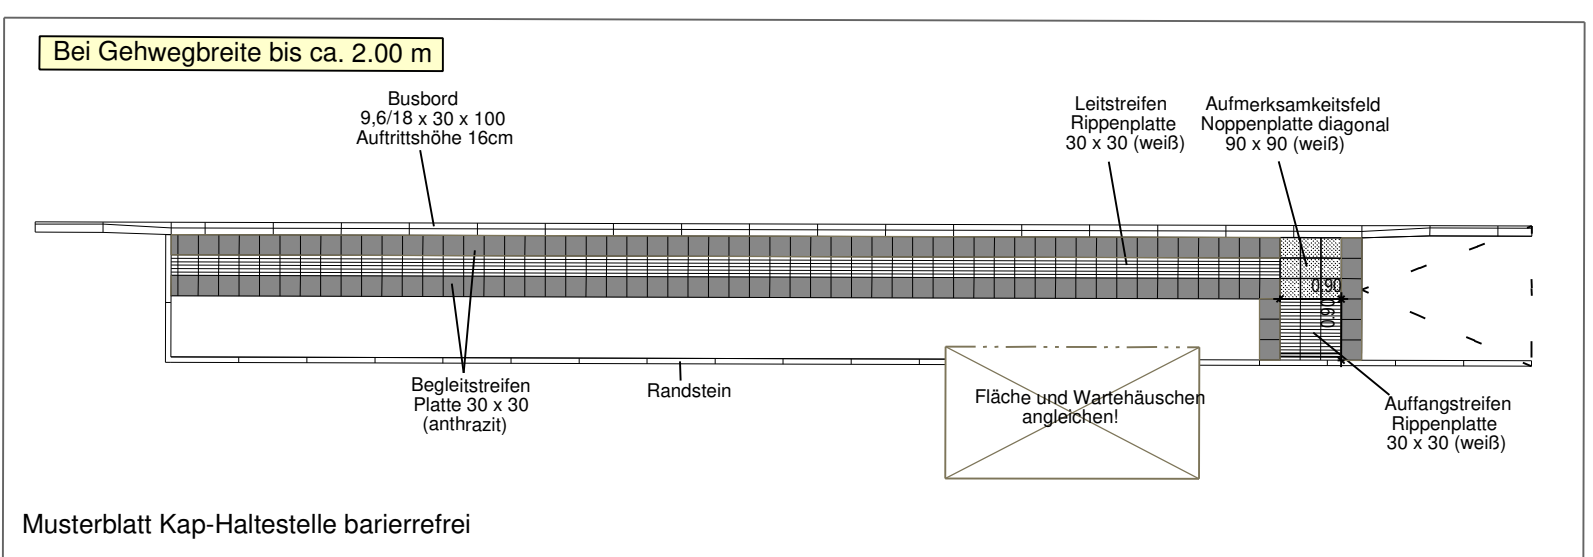 Bei Gehwegbreite bis ca. 2.00 m
Busbord
9,6/18 x 30 x 100
Auftrittshöhe 16cm
Leitstreifen
Rippenplatte
30 x 30 (weiß)
Aufmerksamkeitsfeld
Noppenplatte diagonal
90 x 90 (weiß)
0.90
0.90
Begleitstreifen
Platte 30 x 30
(anthrazit)
Randstein
Fläche und Wartehäuschen
angleichen!
Auffangstreifen
Rippenplatte
30 x 30 (weiß)
Musterblatt Kap-Haltestelle barierrefrei